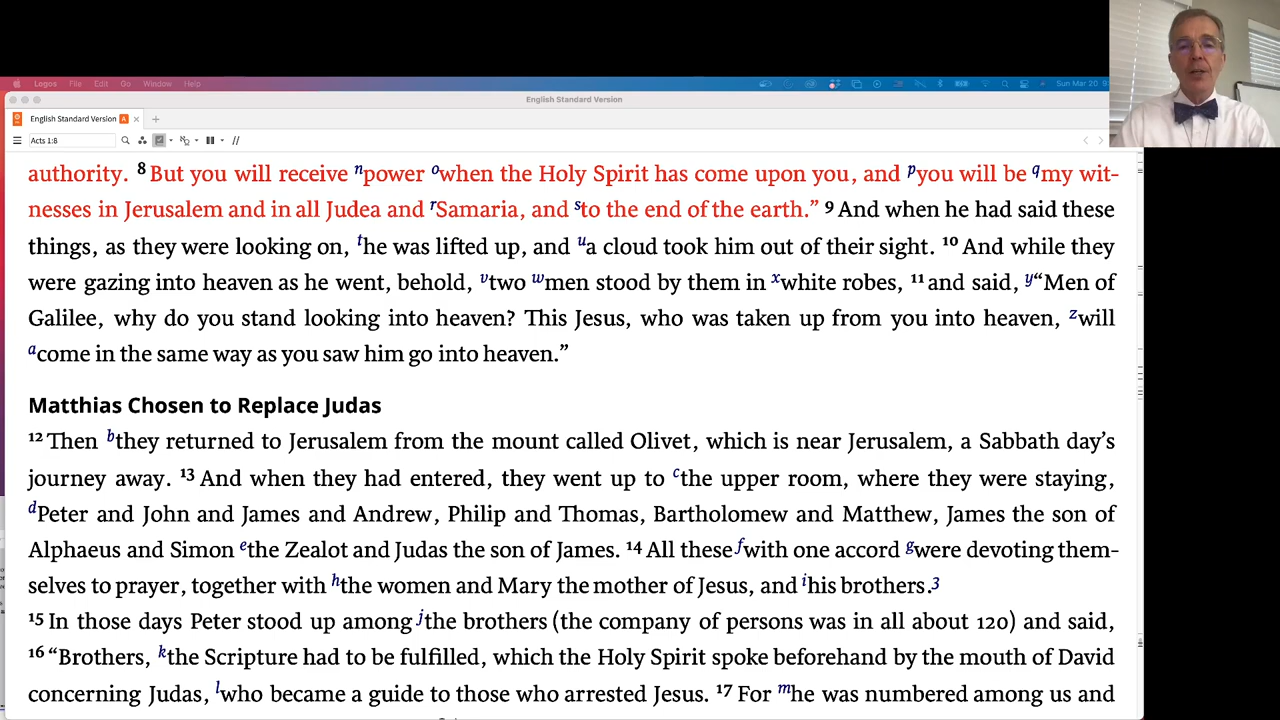 Logos File Edit Go Window Help Sun Mar 20
English Standard Version
English Standard Version A × +
Acts 1:8
authority. 8 But you will receive npower owhen the Holy Spirit has come upon you, and pyou will be qmy wit-
nesses in Jerusalem and in all Judea and rSamaria, and sto the end of the earth.” 9 And when he had said these
things, as they were looking on, the was lifted up, and ua cloud took him out of their sight. 10 And while they
were gazing into heaven as he went, behold, vtwo wmen stood by them in xwhite robes, 11 and said, y“Men of
Galilee, why do you stand looking into heaven? This Jesus, who was taken up from you into heaven, zwill
acome in the same way as you saw him go into heaven.”
Matthias Chosen to Replace Judas
12 Then bthey returned to Jerusalem from the mount called Olivet, which is near Jerusalem, a Sabbath day’s
journey away. 13 And when they had entered, they went up to cthe upper room, where they were staying,
dPeter and John and James and Andrew, Philip and Thomas, Bartholomew and Matthew, James the son of
Alphaeus and Simon ethe Zealot and Judas the son of James. 14 All these fwith one accord gwere devoting them-
selves to prayer, together with hthe women and Mary the mother of Jesus, and ihis brothers.3
15 In those days Peter stood up among jthe brothers (the company of persons was in all about 120) and said,
16 “Brothers, kthe Scripture had to be fulfilled, which the Holy Spirit spoke beforehand by the mouth of David
concerning Judas, lwho became a guide to those who arrested Jesus. 17 For mhe was numbered among us and